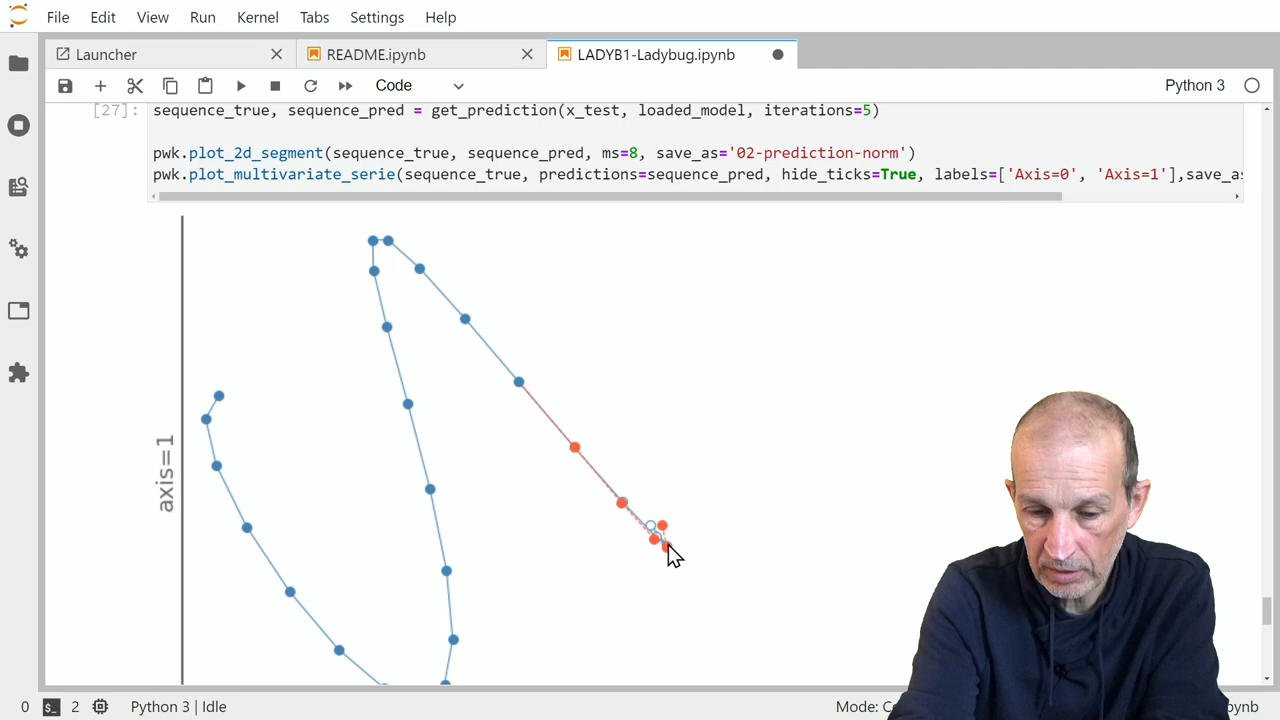 File Edit View Run Kernel Tabs Settings Help
Launcher README.ipynb LADYB1-Ladybug.ipynb
Code Python 3
[27]: sequence_true, sequence_pred = get_prediction(x_test, loaded_model, iterations=5)
pwk.plot_2d_segment(sequence_true, sequence_pred, ms=8, save_as='02-prediction-norm')
pwk.plot_multivariate_serie(sequence_true, predictions=sequence_pred, hide_ticks=True, labels=['Axis=0', 'Axis=1'],save_as
axis=1
0 $_ 2 Python 3 | Idle Mode: C ynb